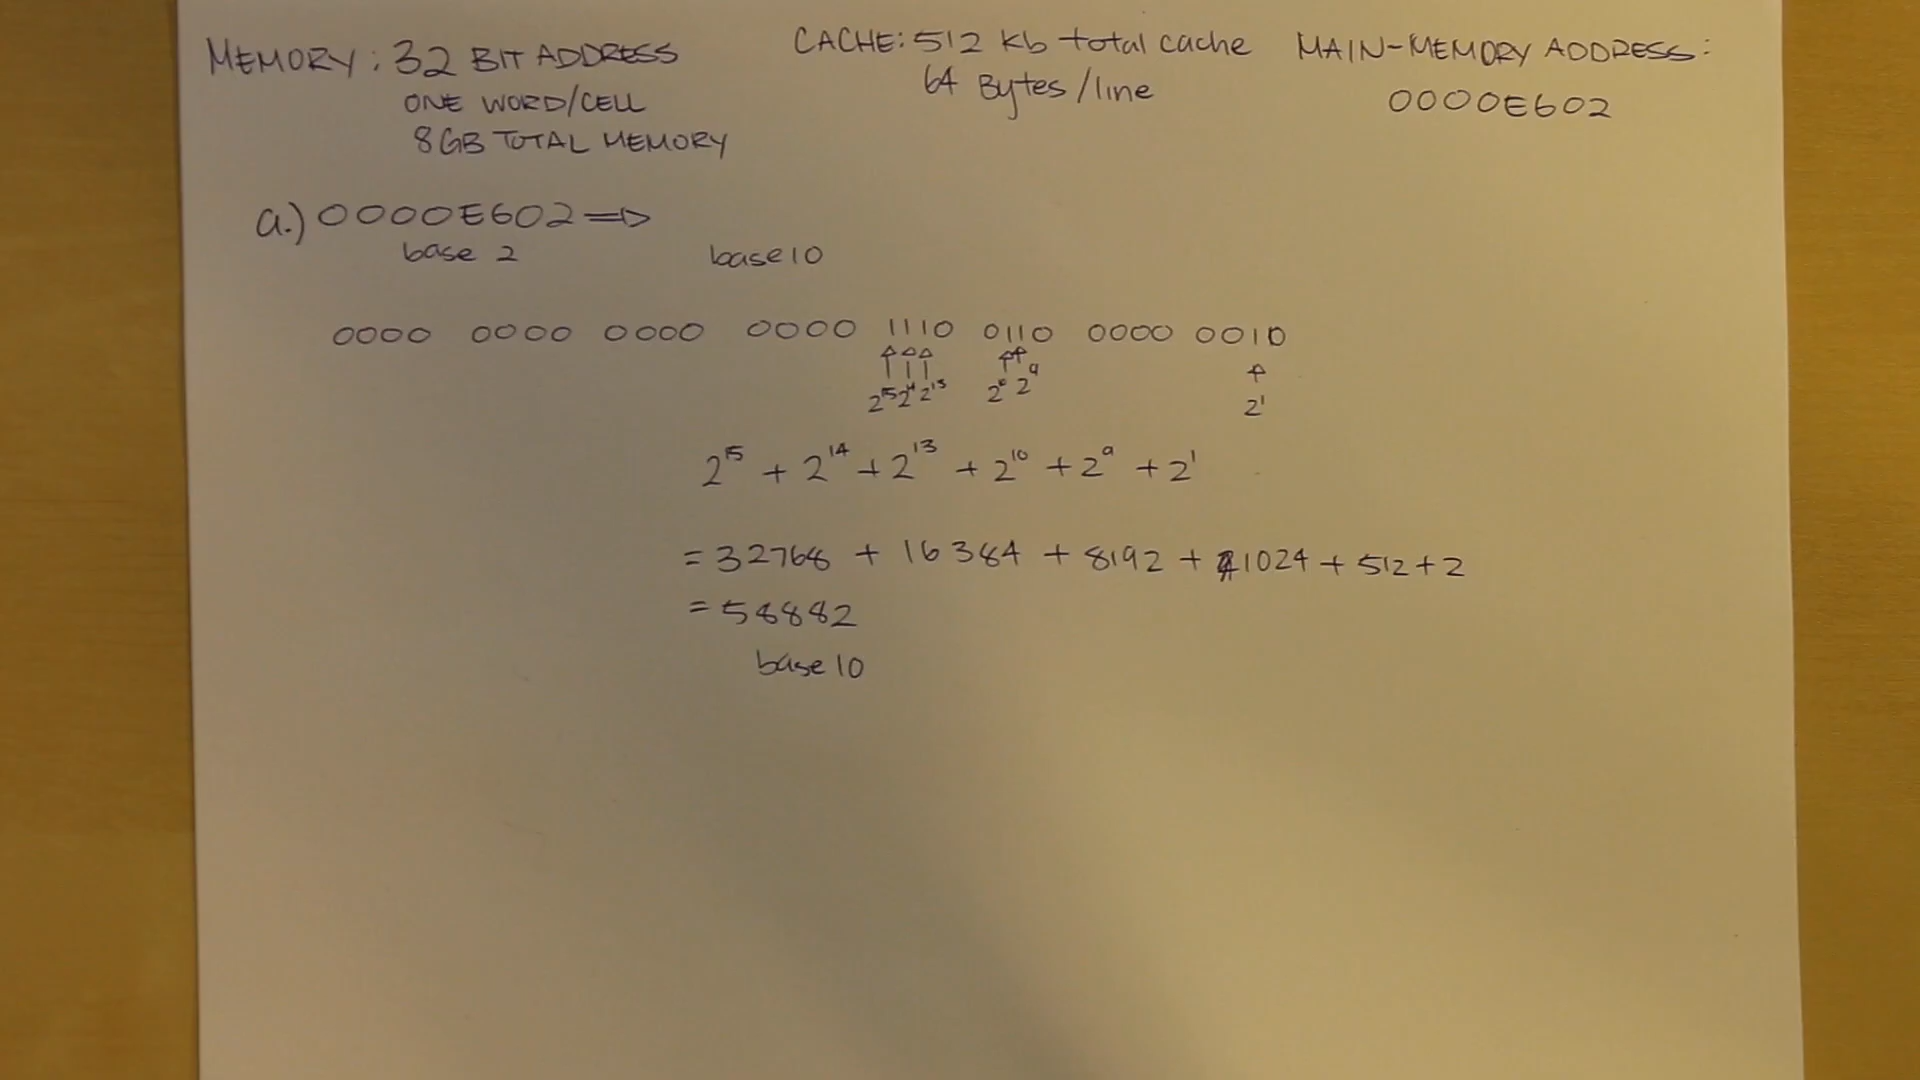 MEMORY: 32 BIT ADDRESS
ONE WORD/CELL
8GB TOTAL MEMORY
CACHE: 512 Kb total cache
64 Bytes/line
MAIN-MEMORY ADDRESS:
0000E602
a.) 0000E602 ⇒
base 2 base 10
0000 0000 0000 0000 1110 0110 0000 0010
2^15 2^14 2^13 2^10 2^9 2^1
2^15 + 2^14 + 2^13 + 2^10 + 2^9 + 2^1
= 32768 + 16384 + 8192 + 1024 + 512 + 2
= 58882
base 10